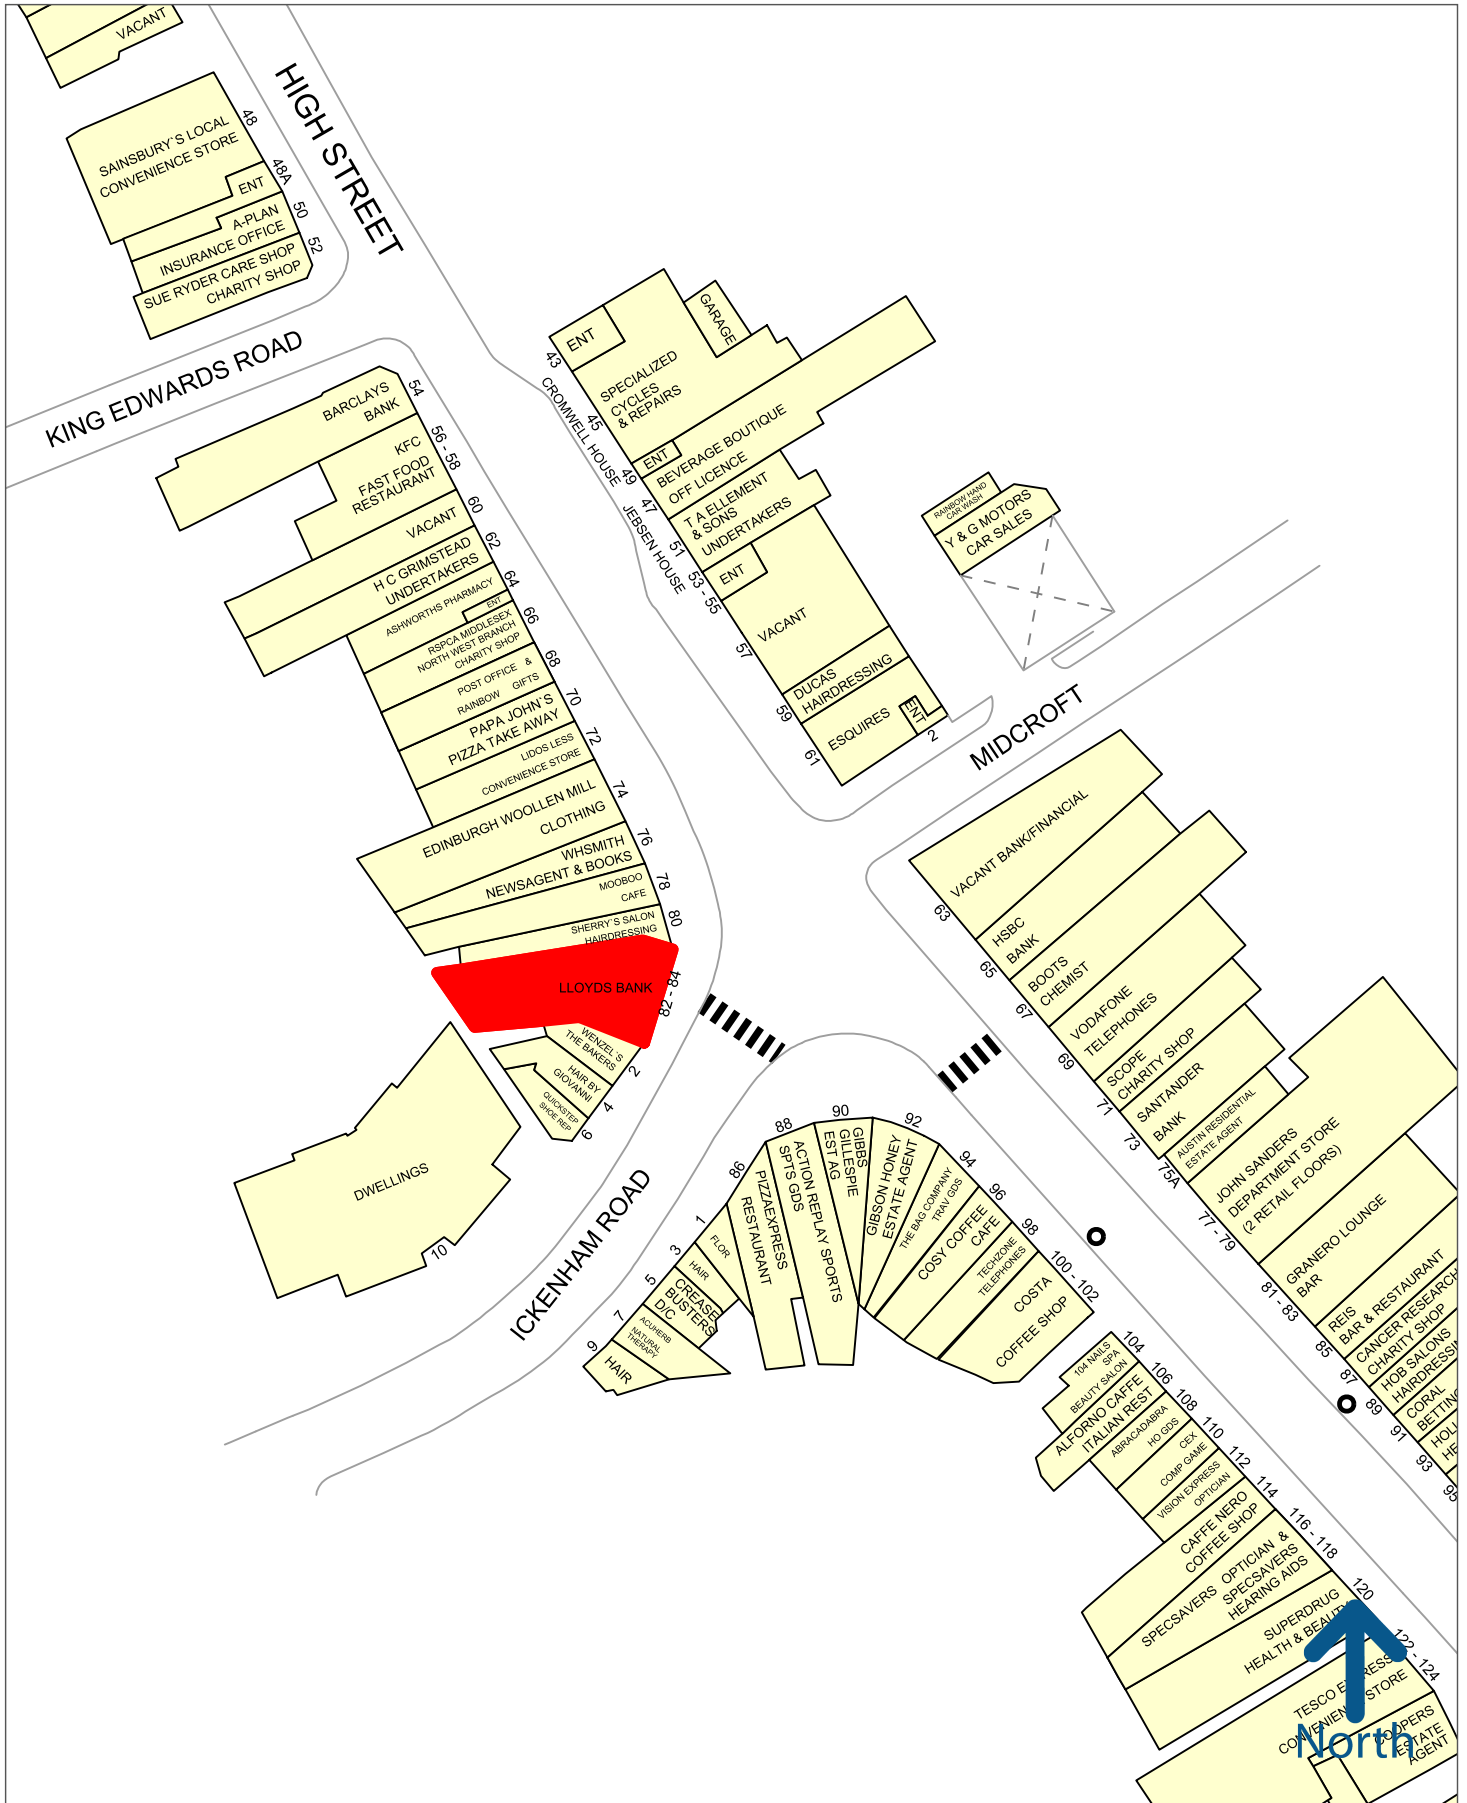 VACANT
HIGH STREET
48
SAINSBURY`S LOCAL
CONVENIENCE STORE
48A
ENT
50
A-PLAN
INSURANCE OFFICE
52
SUE RYDER CARE SHOP
CHARITY SHOP
KING EDWARDS ROAD
54
BARCLAYS
BANK
56 - 58
KFC
FAST FOOD
RESTAURANT
60
VACANT
62
H C GRIMSTEAD
UNDERTAKERS
64
ASHWORTHS PHARMACY
ENT
66
RSPCA MIDDLESEX
NORTH WEST BRANCH
CHARITY SHOP
68
POST OFFICE &
RAINBOW GIFTS
70
PAPA JOHN`S
PIZZA TAKE AWAY
72
LIDOS LESS
CONVENIENCE STORE
74
EDINBURGH WOOLLEN MILL
CLOTHING
76
WHSMITH
NEWSAGENT & BOOKS
78
MOOBOO
CAFE
80
SHERRY`S SALON
HAIRDRESSING
82 - 84
LLOYDS BANK
WENZEL`S
THE BAKERS
2
HAIR BY
GIOVANNI
4
QUICKSTEP
SHOE REP
6
DWELLINGS
10
ICKENHAM ROAD
43
ENT
GARAGE
CROMWELL HOUSE
SPECIALIZED
CYCLES
& REPAIRS
45
49
ENT
BEVERAGE BOUTIQUE
OFF LICENCE
47
JEBSEN HOUSE
T A ELLEMENT
& SONS
UNDERTAKERS
51
ENT
53 - 55
VACANT
57
DUCAS
HAIRDRESSING
59
ESQUIRES
ENT
61
2
RAINBOW HAND
CAR WASH
Y & G MOTORS
CAR SALES
MIDCROFT
VACANT BANK/FINANCIAL
63
HSBC
BANK
65
BOOTS
CHEMIST
67
VODAFONE
TELEPHONES
69
SCOPE
CHARITY SHOP
71
SANTANDER
BANK
73
AUSTIN RESIDENTIAL
ESTATE AGENT
75A
JOHN SANDERS
DEPARTMENT STORE
(2 RETAIL FLOORS)
77 - 79
GRANERO LOUNGE
BAR
81 - 83
REIS
BAR & RESTAURANT
85
CANCER RESEARCH
CHARITY SHOP
87
HOB SALONS
89
CORAL
91
93
95
9
HAIR
7
ACUHERB
NATURAL
THERAPY
5
CREASE
BUSTERS
D/C
3
HAIR
1
FLOR
86
PIZZAEXPRESS
RESTAURANT
88
ACTION REPLAY SPORTS
SPTS GDS
90
GIBBS
GILLESPIE
EST AG
92
GIBSON HONEY
ESTATE AGENT
94
THE BAG COMPANY
TRAV GDS
96
COSY COFFEE
CAFE
98
TECHZONE
TELEPHONES
100 - 102
COSTA
COFFEE SHOP
104
104 NAILS
SPA
BEAUTY SALON
106
ALFORNO CAFFE
ITALIAN REST
108
ABRACADABRA
HO GDS
110
CEX
COMP GAME
112
VISION EXPRESS
OPTICIAN
114
CAFFE NERO
COFFEE SHOP
116 - 118
SPECSAVERS OPTICIAN &
SPECSAVERS
HEARING AIDS
120
SUPERDRUG
HEALTH & BEAUTY
122 - 124
TESCO EXPRESS
CONVENIENCE STORE
COOPERS
ESTATE
AGENT
North